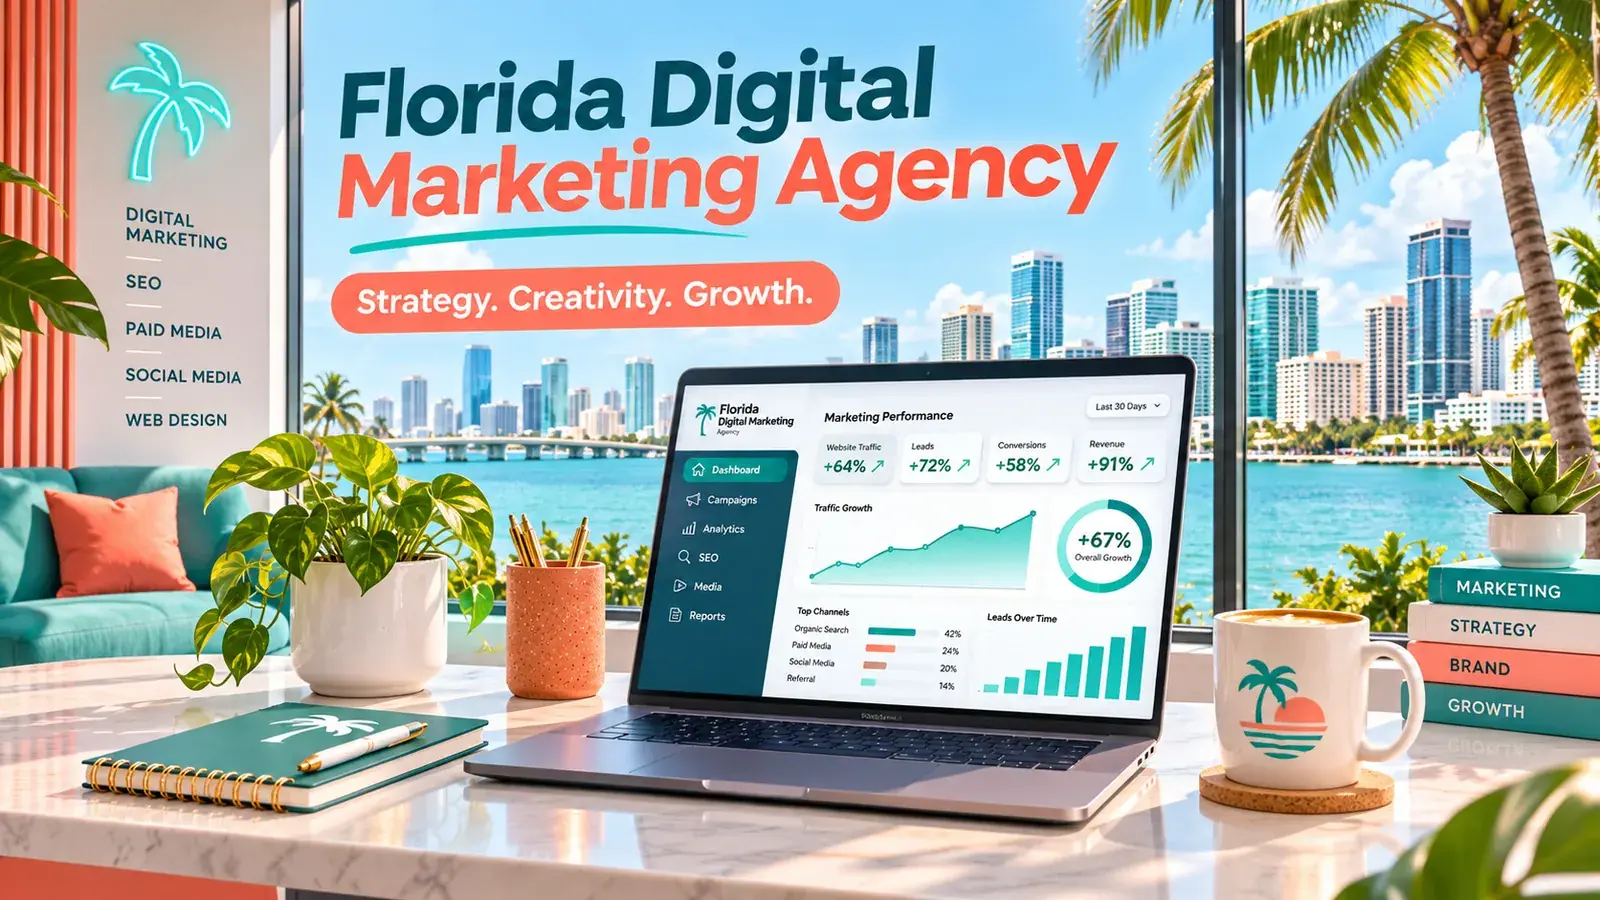 Florida Digital
Marketing Agency
Strategy. Creativity. Growth.
DIGITAL
MARKETING
SEO
PAID MEDIA
SOCIAL MEDIA
WEB DESIGN
Florida
Digital Marketing
Agency
Dashboard
Campaigns
Analytics
SEO
Media
Reports
Marketing Performance
Last 30 Days
Website Traffic
+64%
Leads
+72%
Conversions
+58%
Revenue
+91%
Traffic Growth
+67%
Overall Growth
Top Channels
Organic Search 42%
Paid Media 24%
Social Media 20%
Referral 14%
Leads Over Time
MARKETING
STRATEGY
BRAND
GROWTH